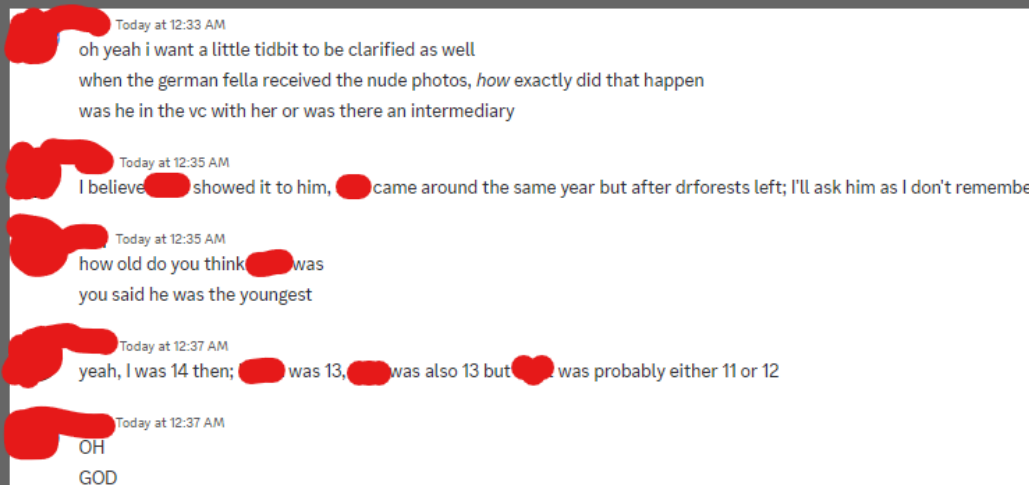 Today at 12:33 AM
oh yeah i want a little tidbit to be clarified as well
when the german fella received the nude photos, how exactly did that happen
was he in the vc with her or was there an intermediary
Today at 12:35 AM
I believe showed it to him, came around the same year but after drforests left; I'll ask him as I don't remembe
Today at 12:35 AM
how old do you think was
you said he was the youngest
Today at 12:37 AM
yeah, I was 14 then; was 13, was also 13 but was probably either 11 or 12
Today at 12:37 AM
OH
GOD